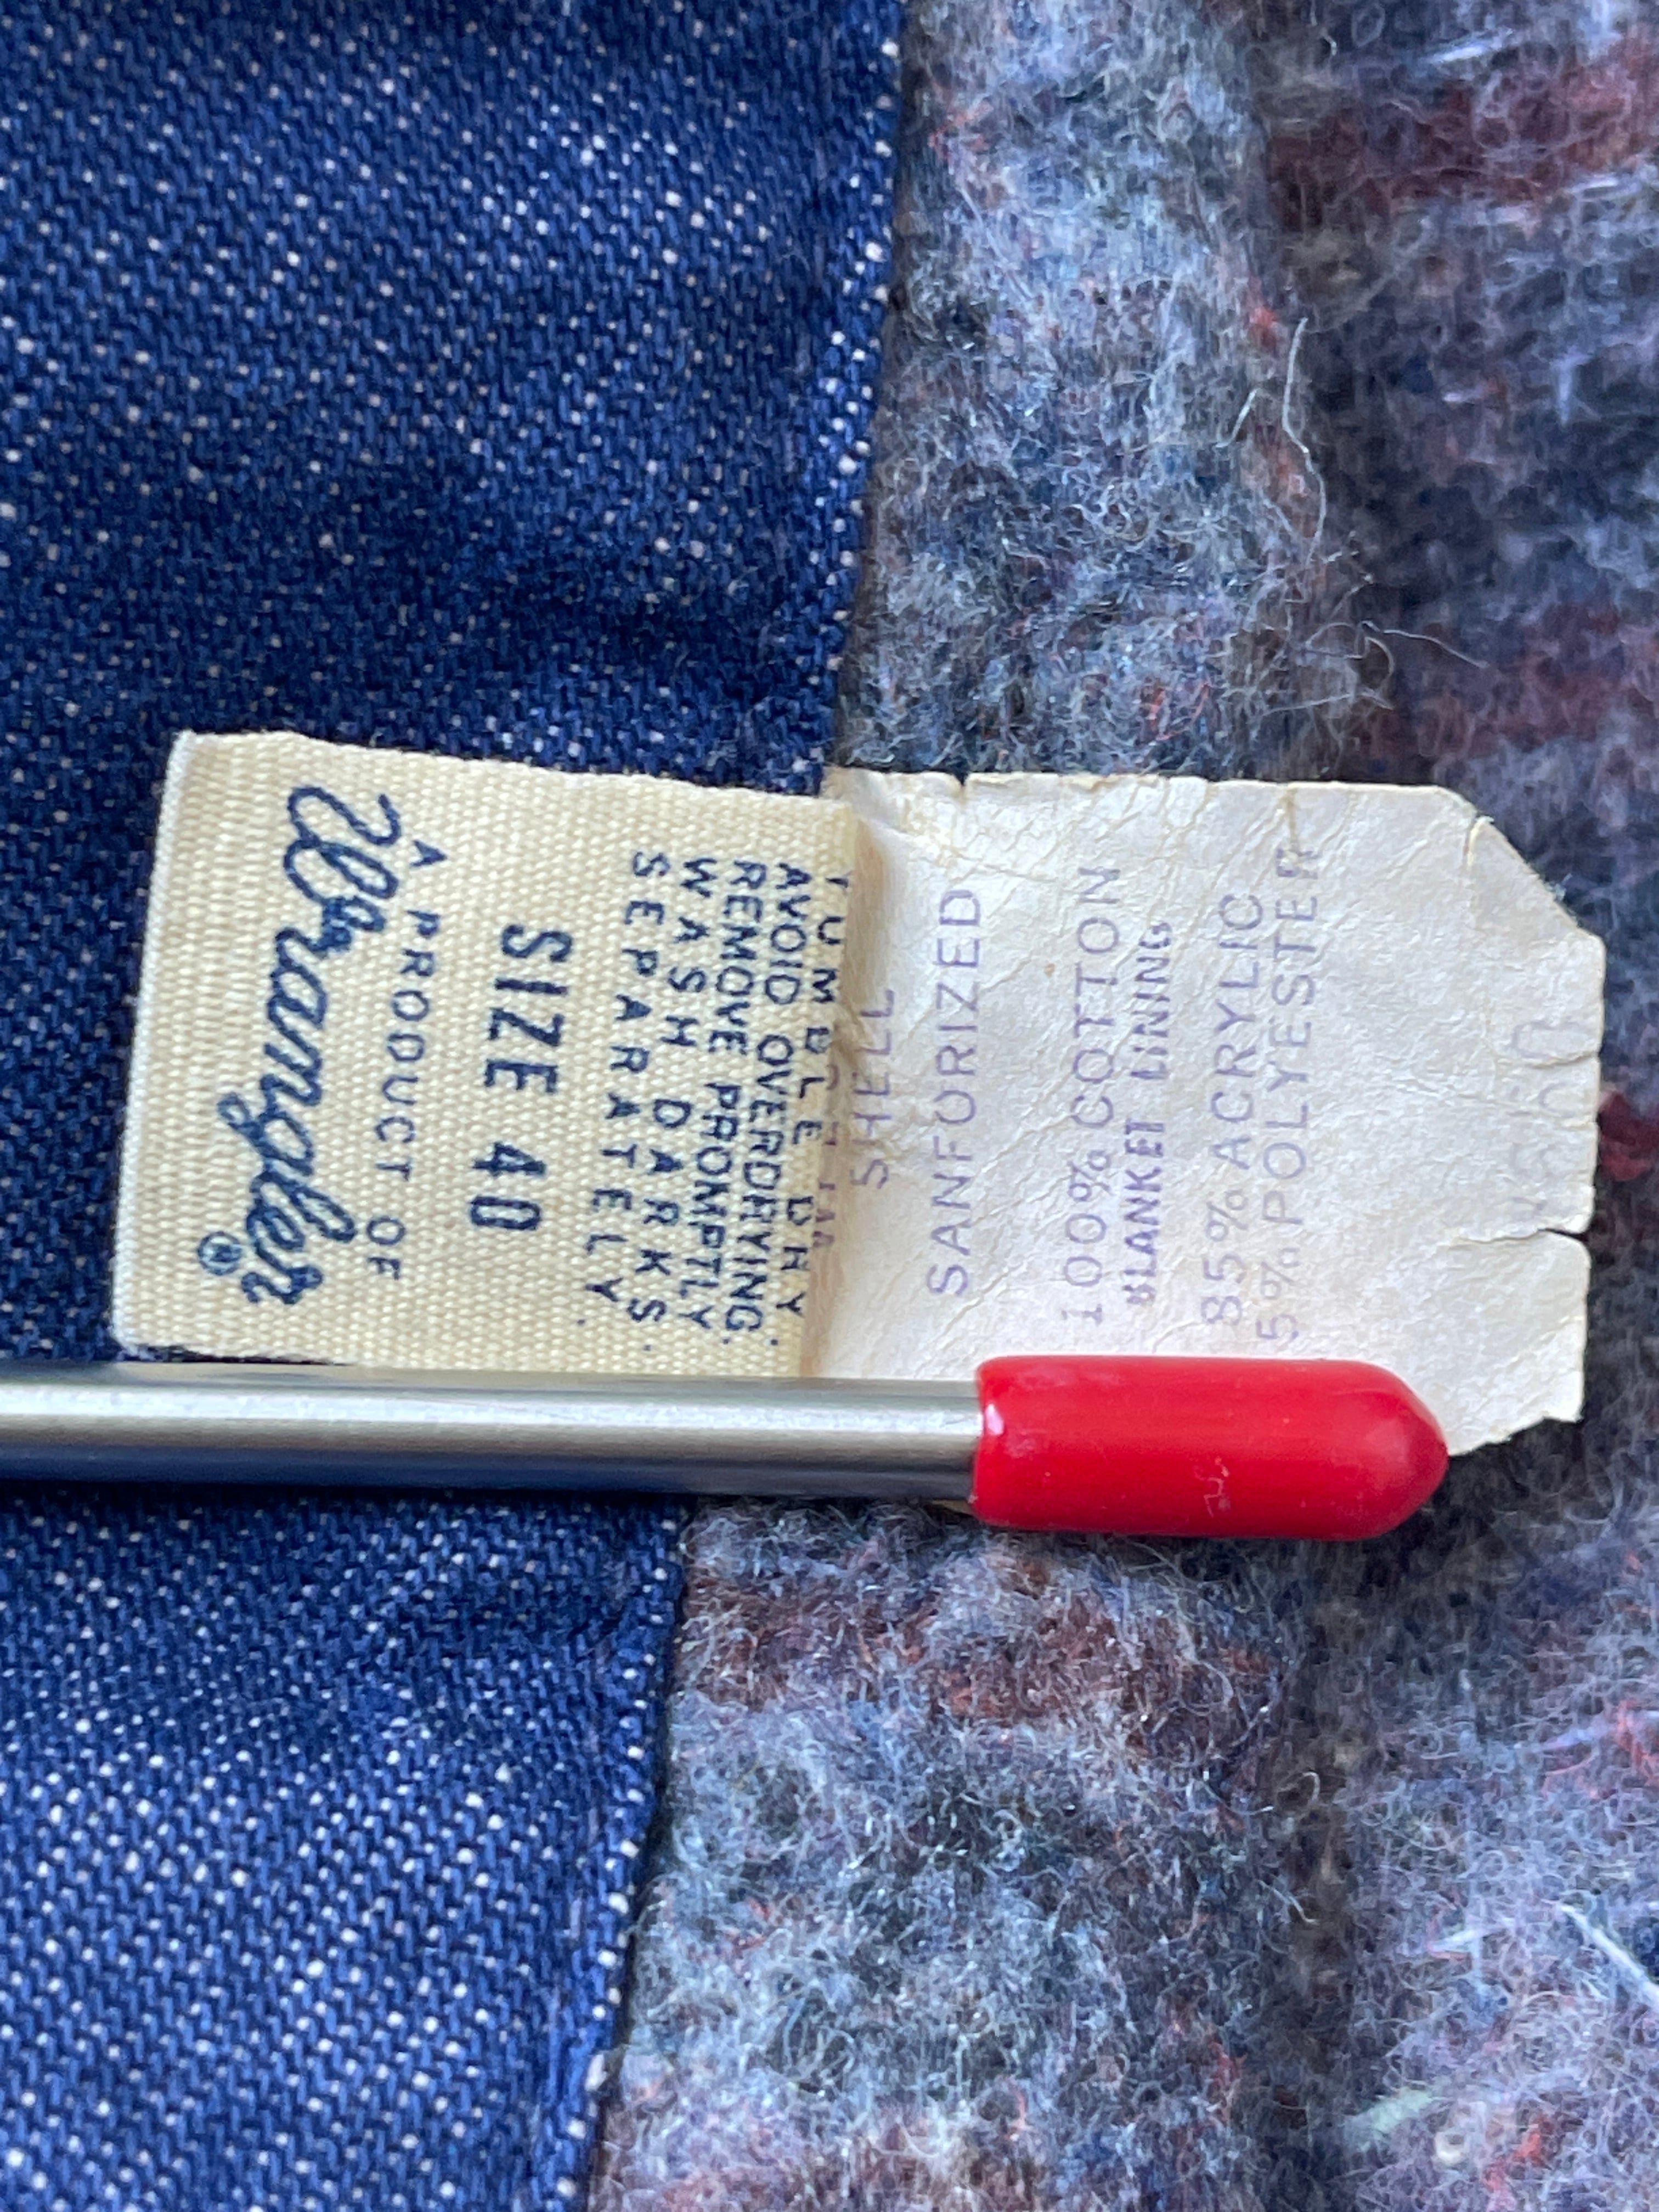 Wrangler®
A PRODUCT OF
SIZE 40
SEPARATELY.
WASH DARKS
REMOVE PROMPTLY
AVOID OVERDRYING.
TUMBLE DRY.
SHELL
SANFORIZED
100% COTTON
BLANKET LINING
85% ACRYLIC
5% POLYESTER